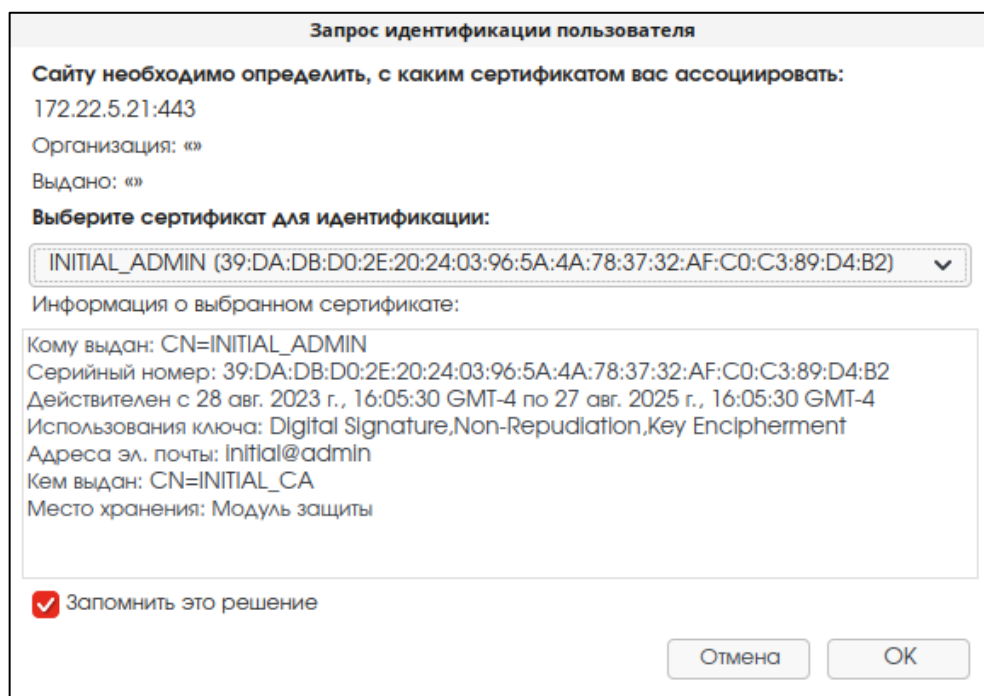 Запрос идентификации пользователя
Сайту необходимо определить, с каким сертификатом вас ассоциировать:
172.22.5.21:443
Организация: «»
Выдано: «»
Выберите сертификат для идентификации:
INITIAL_ADMIN (39:DA:DB:D0:2E:20:24:03:96:5A:4A:78:37:32:AF:C0:C3:89:D4:B2)
Информация о выбранном сертификате:
Кому выдан: CN=INITIAL_ADMIN
Серийный номер: 39:DA:DB:D0:2E:20:24:03:96:5A:4A:78:37:32:AF:C0:C3:89:D4:B2
Действителен с 28 авг. 2023 г., 16:05:30 GMT-4 по 27 авг. 2025 г., 16:05:30 GMT-4
Использования ключа: Digital Signature,Non-Repudiation,Key Encipherment
Адреса эл. почты: initial@admin
Кем выдан: CN=INITIAL_CA
Место хранения: Модуль защиты
Запомнить это решение
Отмена OK